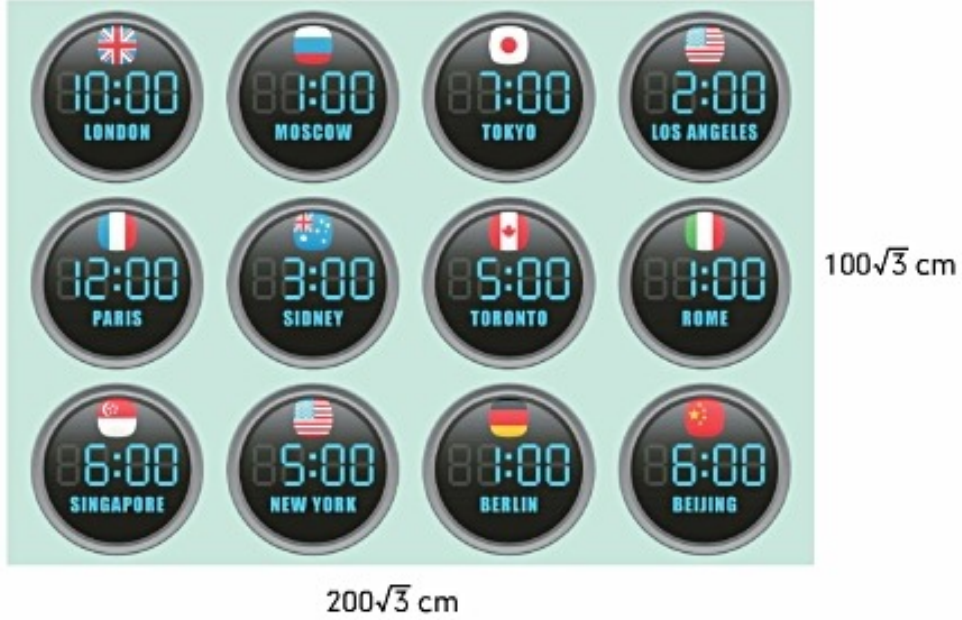 10:00
LONDON
1:00
MOSCOW
7:00
TOKYO
2:00
LOS ANGELES
12:00
PARIS
3:00
SIDNEY
5:00
TORONTO
1:00
ROME
100√3 cm
6:00
SINGAPORE
5:00
NEW YORK
1:00
BERLIN
6:00
BEIJING
200√3 cm